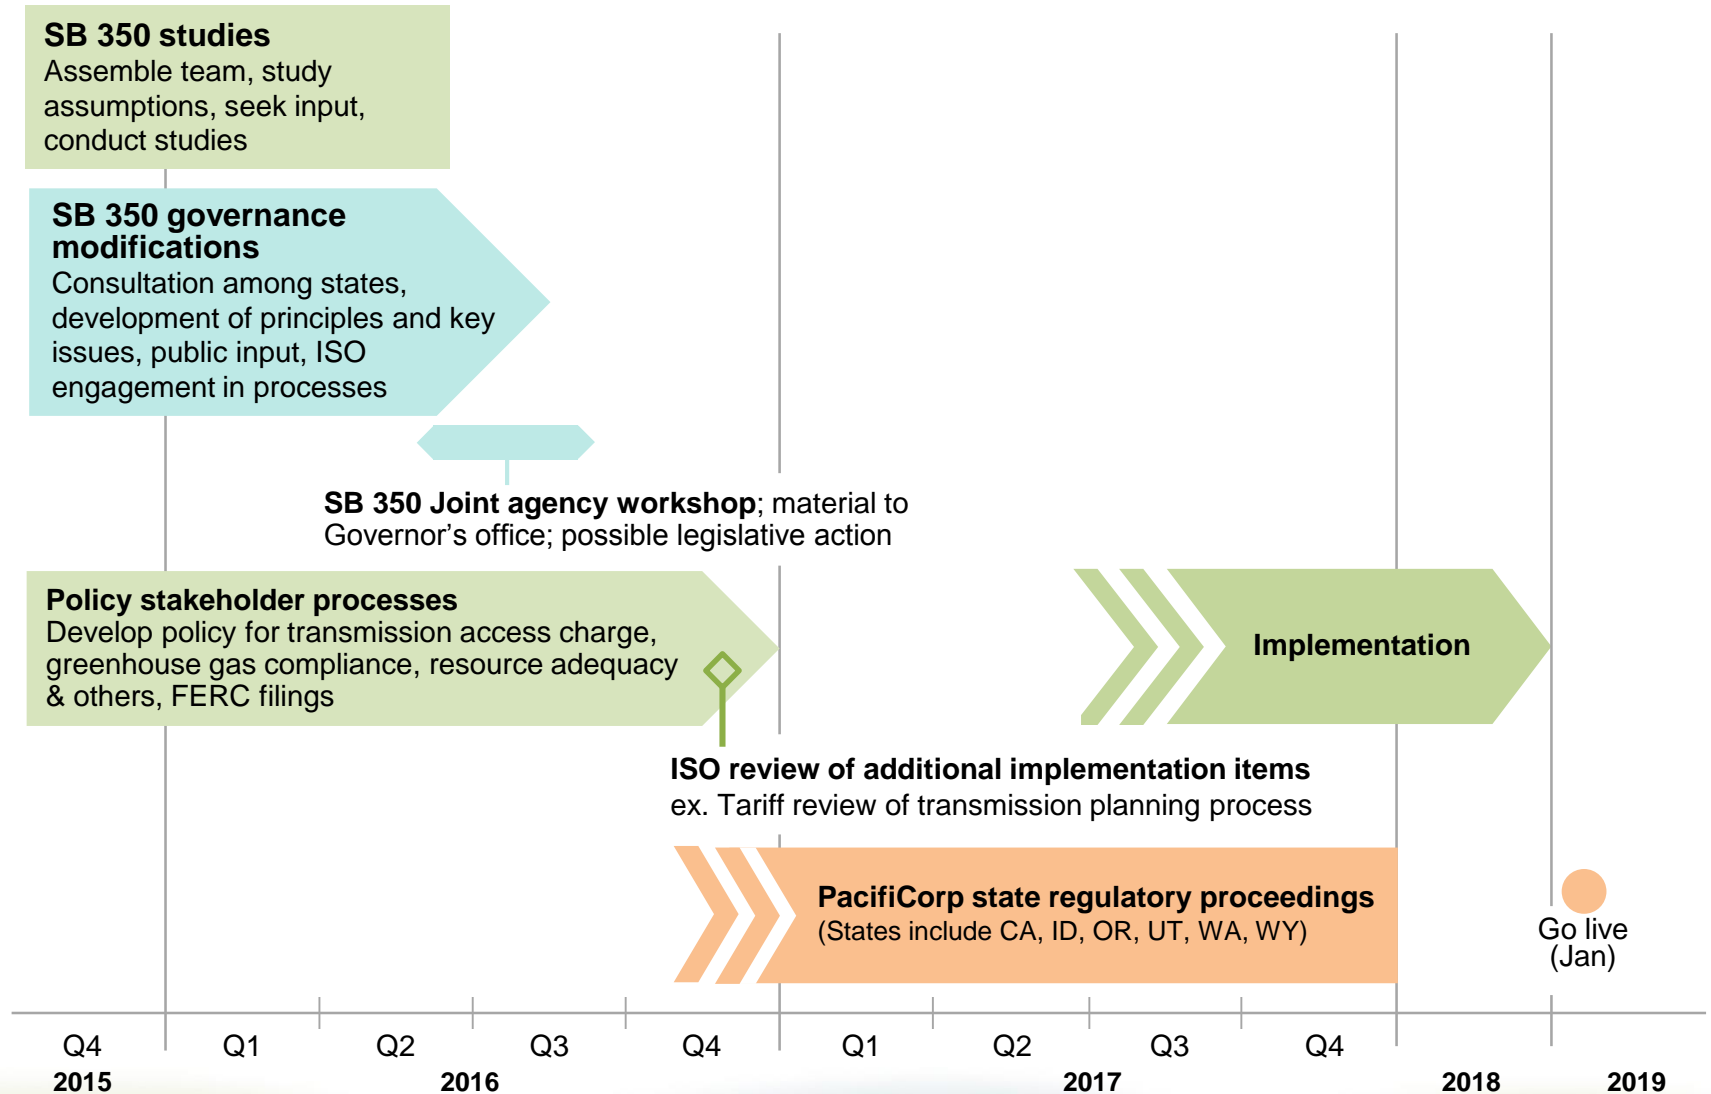 SB 350 studies
Assemble team, study
assumptions, seek input,
conduct studies
SB 350 governance
modifications
Consultation among states,
development of principles and key
issues, public input, ISO
engagement in processes
SB 350 Joint agency workshop; material to
Governor’s office; possible legislative action
Policy stakeholder processes
Develop policy for transmission access charge,
greenhouse gas compliance, resource adequacy
& others, FERC filings
Implementation
ISO review of additional implementation items
ex. Tariff review of transmission planning process
PacifiCorp state regulatory proceedings
(States include CA, ID, OR, UT, WA, WY)
Go live
(Jan)
Q4 Q1 Q2 Q3 Q4 Q1 Q2 Q3 Q4
2015 2016 2017 2018 2019